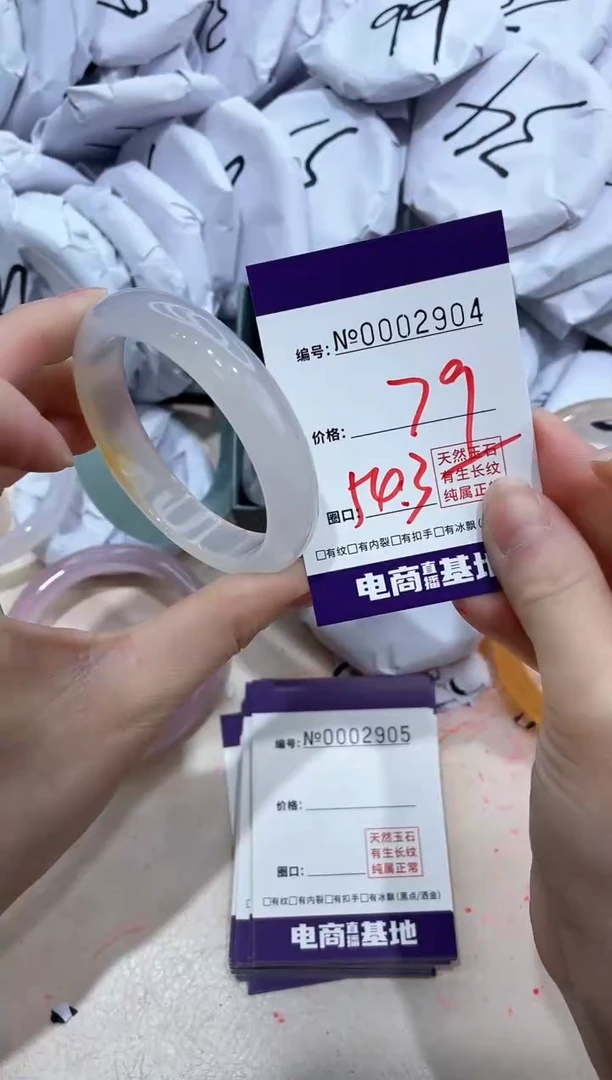 99
编号:№0002904
价格: 79
天然玉石
有生长纹
纯属正
圈口: 54.3
□有纹□有内裂□有扣手□有冰飘(
电商直播基地
编号:№0002905
价格:
天然玉石
有生长纹
纯属正常
圈口:
□有纹□有内裂□有扣手□有冰飘(黑点/洒金)
电商直播基地